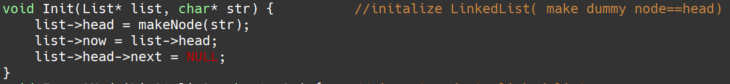 void Init(List* list, char* str) { //initalize LinkedList( make dummy node==head)
list->head = makeNode(str);
list->now = list->head;
list->head->next = NULL;
}